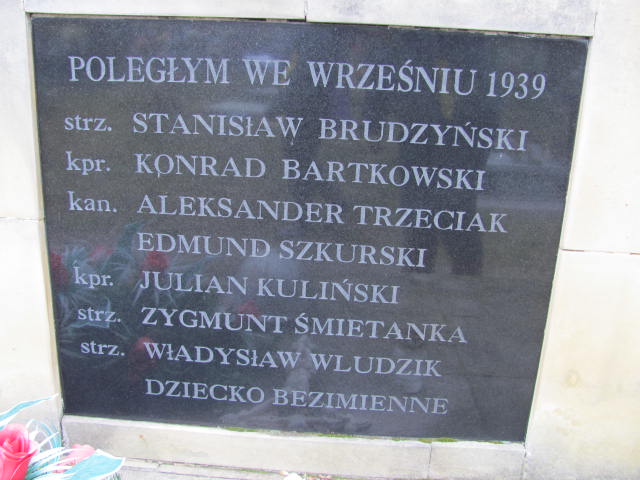 POLEGŁYM WE WRZEŚNIU 1939
strz. STANISłAW BRUDZYŃSKI
kpr. KONRAD BARTKOWSKI
kan. ALEKSANDER TRZECIAK
EDMUND SZKURSKI
kpr. JULIAN KULIŃSKI
strz. ZYGMUNT ŚMIETANKA
strz. WłADYSłAW WLUDZIK
DZIECKO BEZIMIENNE